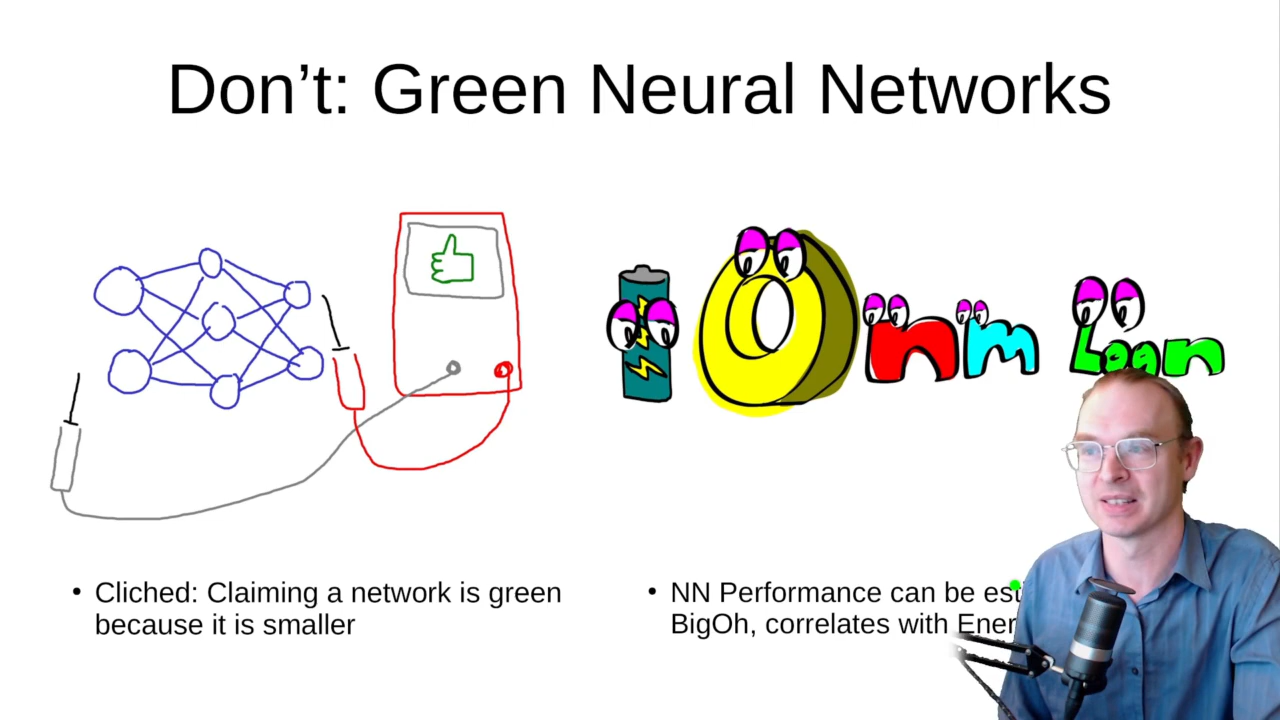 Don't: Green Neural Networks
O n m Logn
• Cliched: Claiming a network is green
because it is smaller
• NN Performance can be
BigOh, correlates with